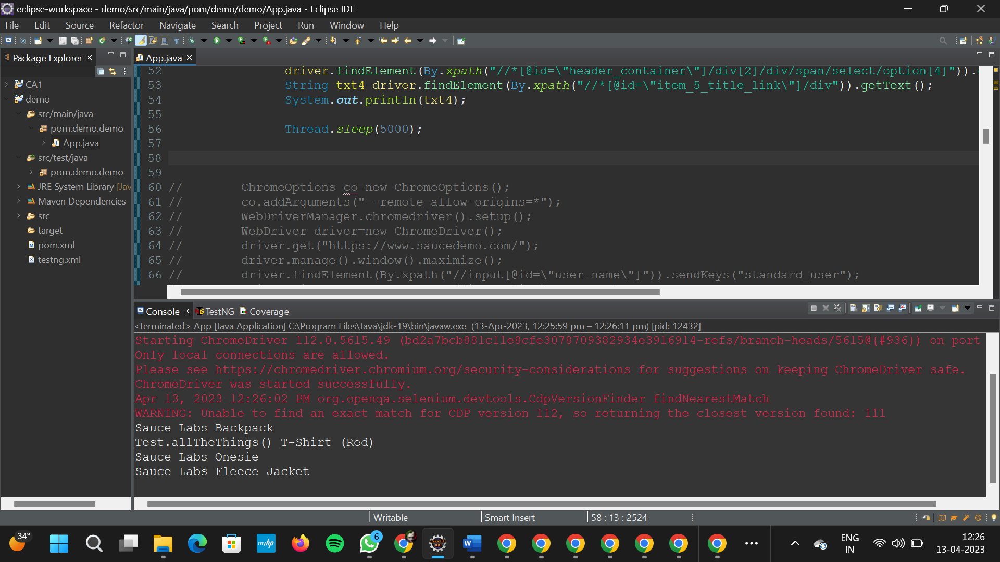 eclipse-workspace - demo/src/main/java/pom/demo/demo/App.java - Eclipse IDE
File Edit Source Refactor Navigate Search Project Run Window Help
Package Explorer
CA1
demo
src/main/java
pom.demo.demo
App.java
src/test/java
pom.demo.demo
JRE System Library [Jav
Maven Dependencies
src
target
pom.xml
testng.xml
App.java
52 driver.findElement(By.xpath("//*[@id=\"header_container\"]/div[2]/div/span/select/option[4]")).
53 String txt4=driver.findElement(By.xpath("//*[@id=\"item_5_title_link\"]/div")).getText();
54 System.out.println(txt4);
55
56 Thread.sleep(5000);
57
58
59
60 // ChromeOptions co=new ChromeOptions();
61 // co.addArguments("--remote-allow-origins=*");
62 // WebDriverManager.chromedriver().setup();
63 // WebDriver driver=new ChromeDriver();
64 // driver.get("https://www.saucedemo.com/");
65 // driver.manage().window().maximize();
66 // driver.findElement(By.xpath("//input[@id=\"user-name\"]")).sendKeys("standard_user");
Console TestNG Coverage
<terminated> App [Java Application] C:\Program Files\Java\jdk-19\bin\javaw.exe (13-Apr-2023, 12:25:59 pm – 12:26:11 pm) [pid: 12432]
Starting ChromeDriver 112.0.5615.49 (bd2a7bcb881c11e8cfe3078709382934e3916914-refs/branch-heads/5615@{#936}) on port
Only local connections are allowed.
Please see https://chromedriver.chromium.org/security-considerations for suggestions on keeping ChromeDriver safe.
ChromeDriver was started successfully.
Apr 13, 2023 12:26:02 PM org.openqa.selenium.devtools.CdpVersionFinder findNearestMatch
WARNING: Unable to find an exact match for CDP version 112, so returning the closest version found: 111
Sauce Labs Backpack
Test.allTheThings() T-Shirt (Red)
Sauce Labs Onesie
Sauce Labs Fleece Jacket
Writable Smart Insert 58 : 13 : 2524
34°
myhp
6
Java EE IDE
W
ENG
IN
12:26
13-04-2023